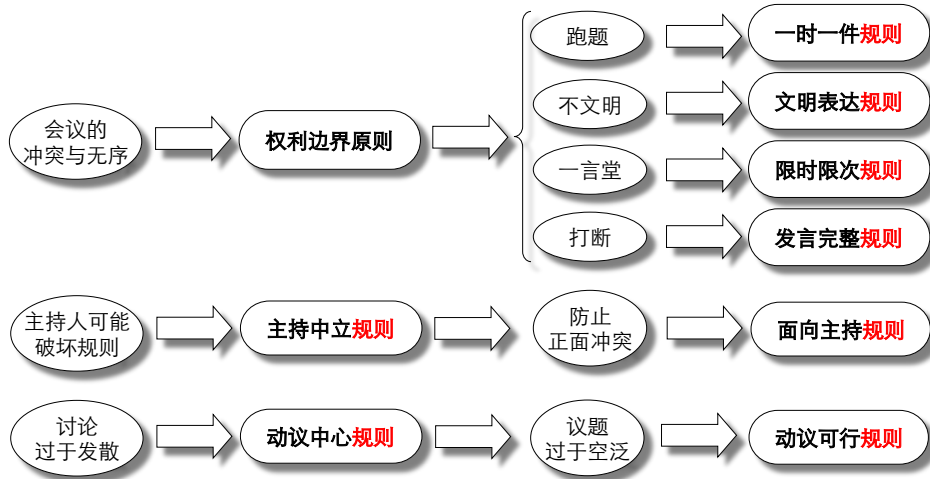 会议的
冲突与无序
权利边界原则
跑题
一时一件规则
不文明
文明表达规则
一言堂
限时限次规则
打断
发言完整规则
主持人可能
破坏规则
主持中立规则
防止
正面冲突
面向主持规则
讨论
过于发散
动议中心规则
议题
过于空泛
动议可行规则